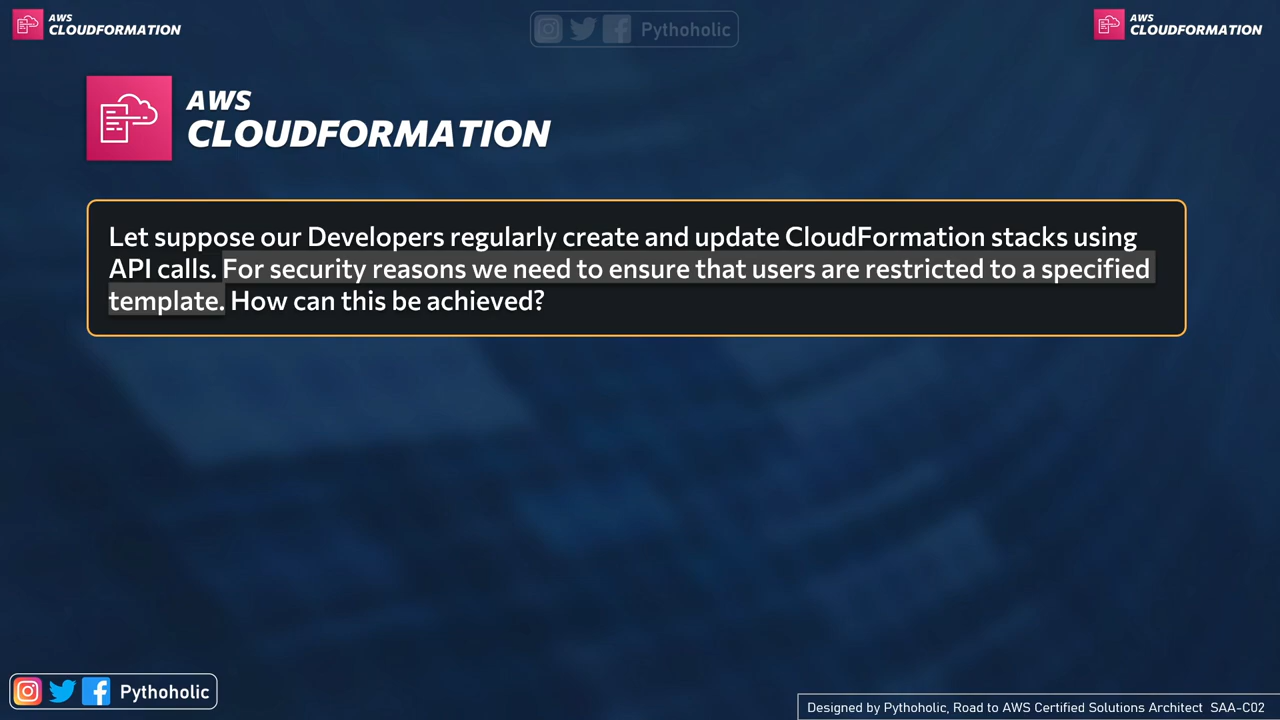 AWS
CLOUDFORMATION
Pythoholic
AWS
CLOUDFORMATION
AWS
CLOUDFORMATION
Let suppose our Developers regularly create and update CloudFormation stacks using
API calls. For security reasons we need to ensure that users are restricted to a specified
template. How can this be achieved?
Pythoholic
Designed by Pythoholic, Road to AWS Certified Solutions Architect SAA-C02